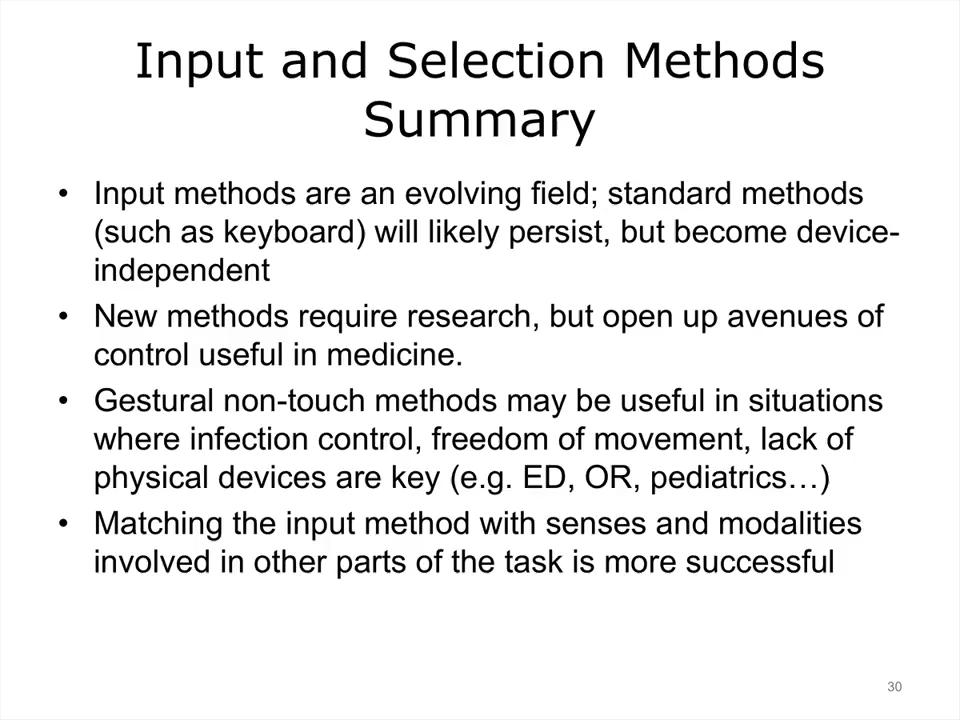 Input and Selection Methods
Summary
• Input methods are an evolving field; standard methods
(such as keyboard) will likely persist, but become device-
independent
• New methods require research, but open up avenues of
control useful in medicine.
• Gestural non-touch methods may be useful in situations
where infection control, freedom of movement, lack of
physical devices are key (e.g. ED, OR, pediatrics…)
• Matching the input method with senses and modalities
involved in other parts of the task is more successful
30